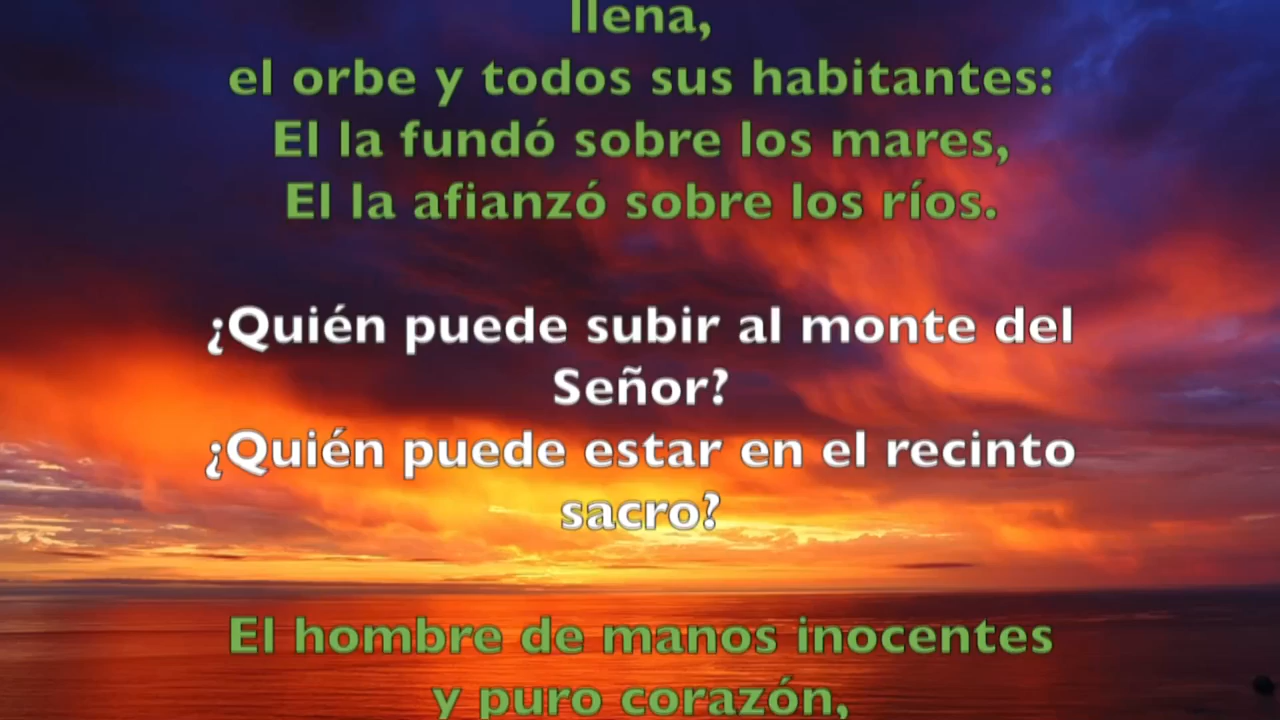 llena,
el orbe y todos sus habitantes:
El la fundó sobre los mares,
El la afianzó sobre los ríos.
¿Quién puede subir al monte del
Señor?
¿Quién puede estar en el recinto
sacro?
El hombre de manos inocentes
y puro corazón,